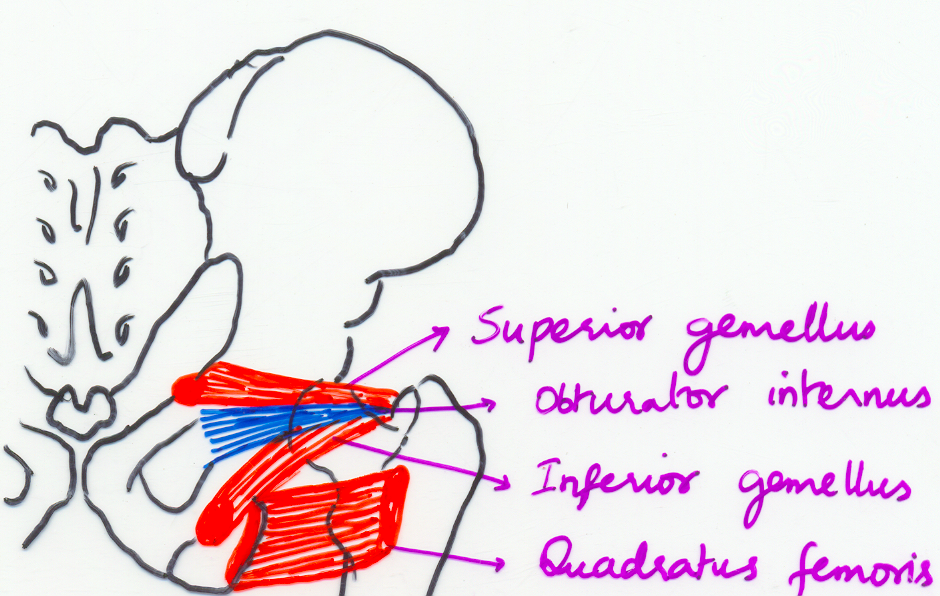 Superior gemellus
Obturator internus
Inferior gemellus
Quadratus femoris